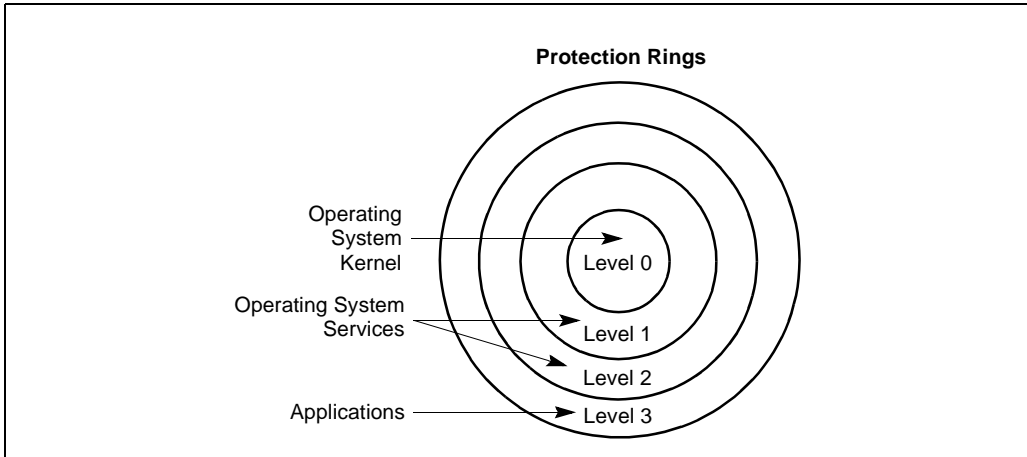 Protection Rings
Operating
System
Kernel
Level 0
Operating System
Services
Level 1
Level 2
Applications
Level 3